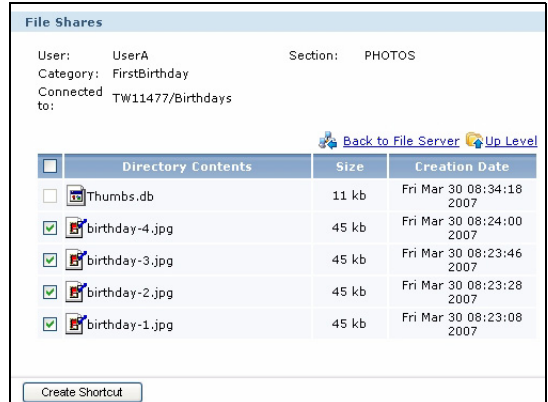 File Shares
User: UserA Section: PHOTOS
Category: FirstBirthday
Connected to: TW11477/Birthdays
Back to File Server Up Level
Directory Contents Size Creation Date
Thumbs.db 11 kb Fri Mar 30 08:34:18 2007
birthday-4.jpg 45 kb Fri Mar 30 08:24:00 2007
birthday-3.jpg 45 kb Fri Mar 30 08:23:46 2007
birthday-2.jpg 45 kb Fri Mar 30 08:23:28 2007
birthday-1.jpg 45 kb Fri Mar 30 08:23:08 2007
Create Shortcut